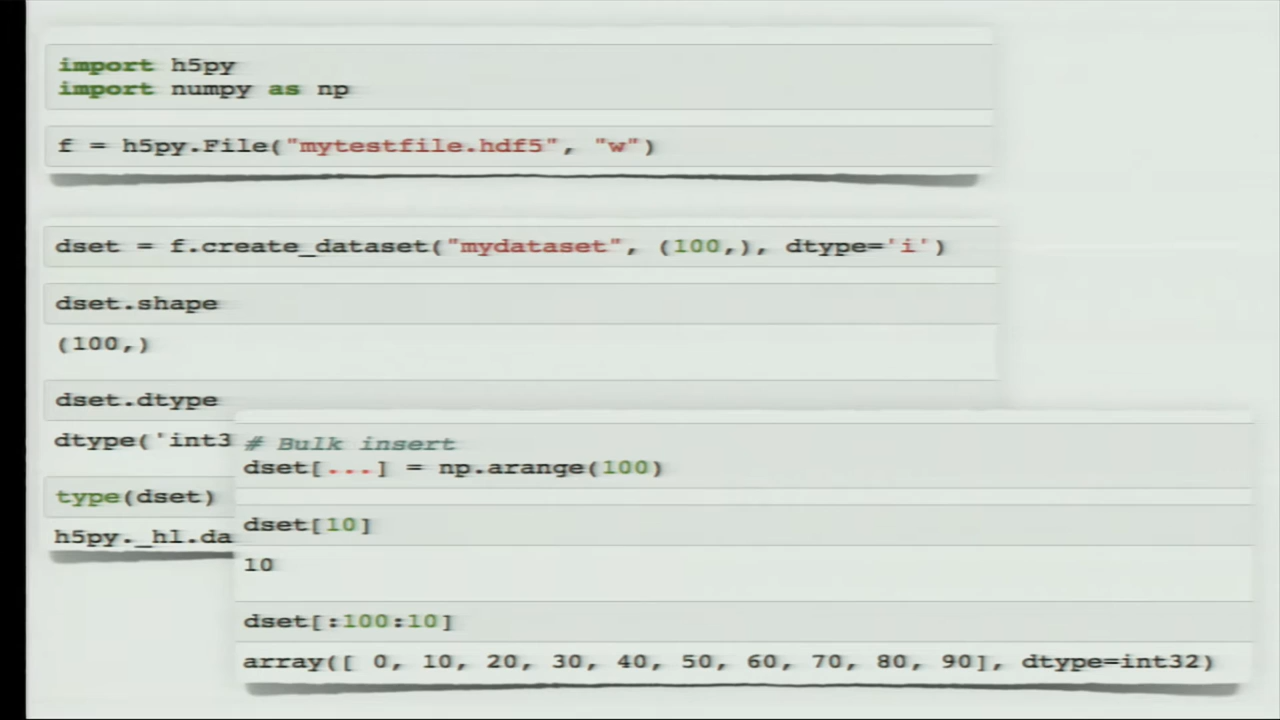 import h5py
import numpy as np
f = h5py.File("mytestfile.hdf5", "w")
dset = f.create_dataset("mydataset", (100,), dtype='i')
dset.shape
(100,)
dset.dtype
dtype('int3
type(dset)
h5py._hl.da
# Bulk insert
dset[...] = np.arange(100)
dset[10]
10
dset[:100:10]
array([ 0, 10, 20, 30, 40, 50, 60, 70, 80, 90], dtype=int32)